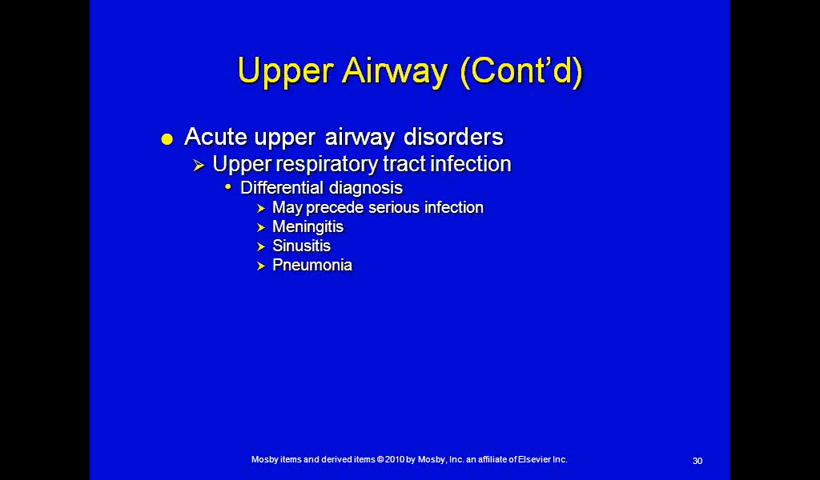 Upper Airway (Cont’d)
Acute upper airway disorders
Upper respiratory tract infection
Differential diagnosis
May precede serious infection
Meningitis
Sinusitis
Pneumonia
Mosby items and derived items © 2010 by Mosby, Inc. an affiliate of Elsevier Inc.
30